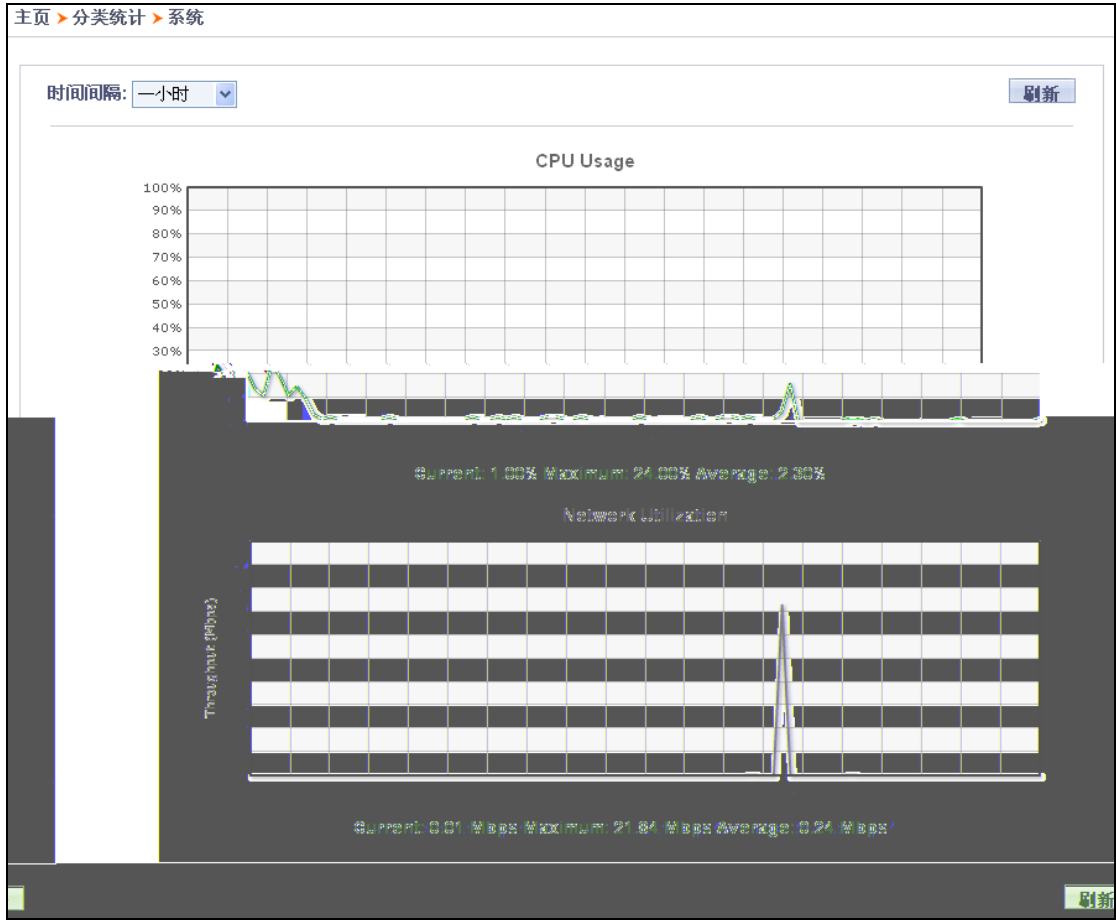 主页 > 分类统计 > 系统
时间间隔: 一小时
刷新
CPU Usage
100%
90%
80%
70%
60%
50%
40%
30%
Current: 1.00% Maximum: 24.00% Average: 2.30%
Network Utilization
Throughput (Mbps)
Current: 0.01 Mbps Maximum: 21.84 Mbps Average: 0.24 Mbps
刷新